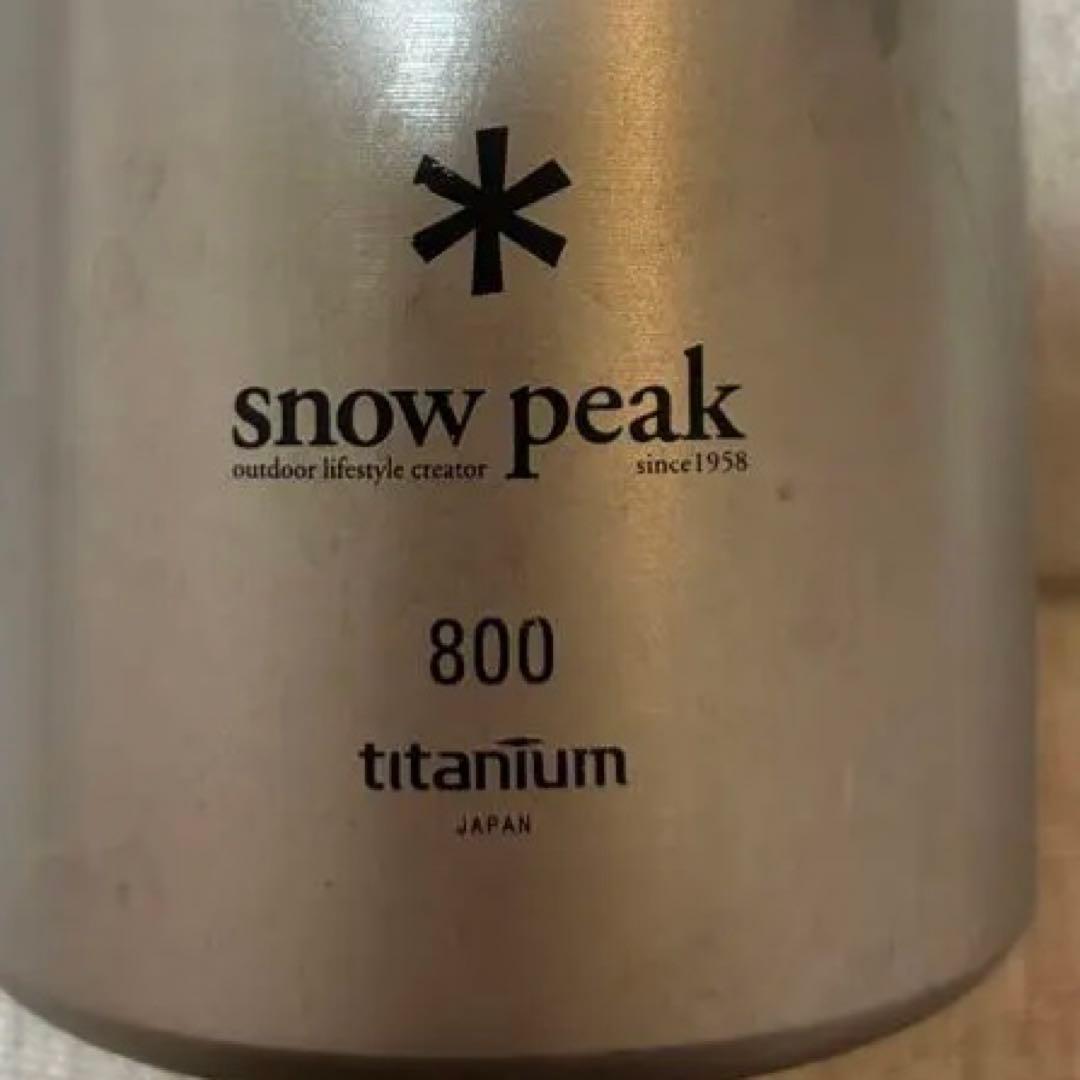 snow peak
outdoor lifestyle creator since1958
800
titanium
JAPAN